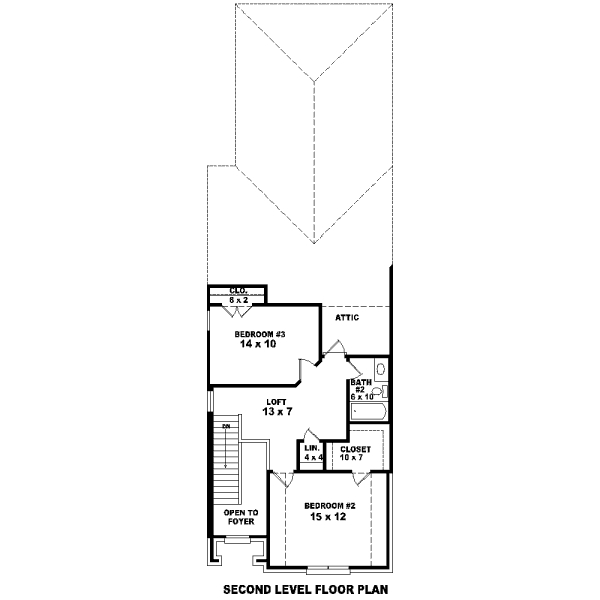 CLO.
6 x 2
ATTIC
BEDROOM #3
14 x 10
BATH
#2
6 x 10
LOFT
13 x 7
DN
LIN.
4 x 4
CLOSET
10 x 7
OPEN TO
FOYER
BEDROOM #2
15 x 12
SECOND LEVEL FLOOR PLAN